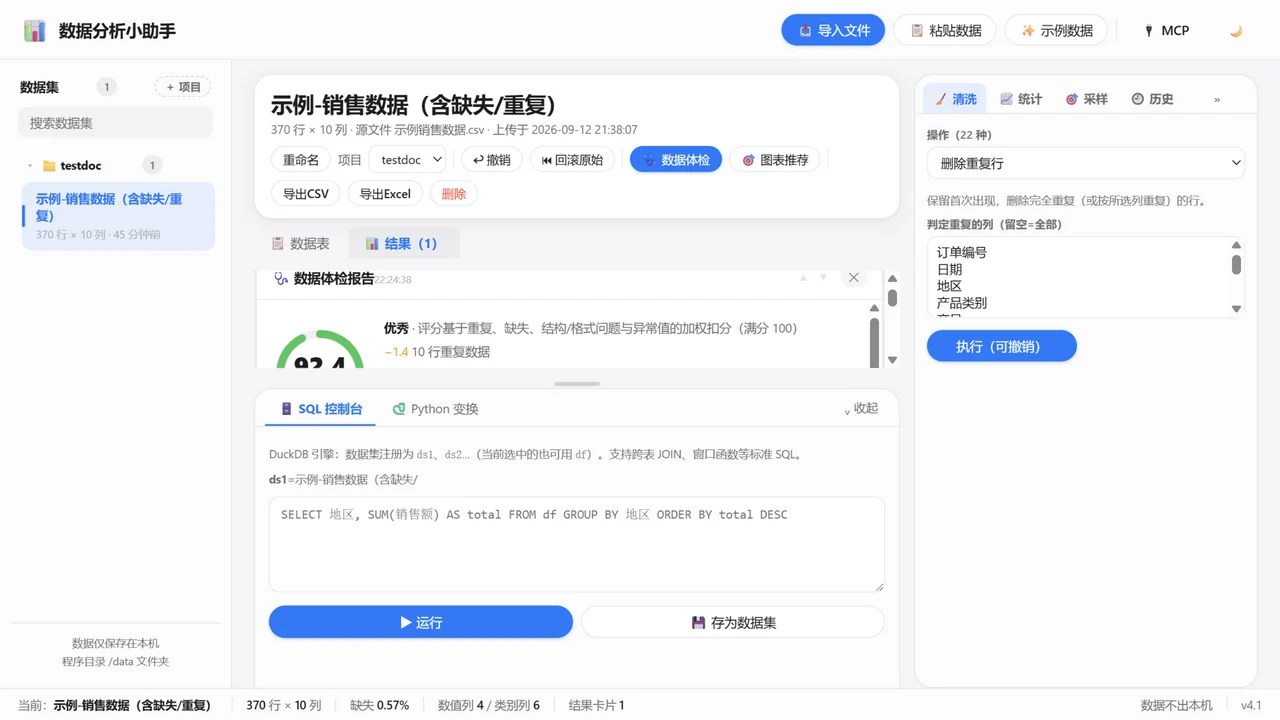 数据分析小助手
导入文件 粘贴数据 示例数据 MCP
数据集 1 + 项目
搜索数据集
testdoc 1
示例-销售数据（含缺失/重
复）
370 行 × 10 列 · 45 分钟前
数据仅保存在本机
程序目录 /data 文件夹
示例-销售数据（含缺失/重复）
370 行 × 10 列 · 源文件 示例销售数据.csv · 上传于 2026-09-12 21:38:07
重命名 项目 testdoc 撤销 回滚原始 数据体检 图表推荐
导出CSV 导出Excel 删除
数据表 结果（1）
数据体检报告 22:24:38
优秀 · 评分基于重复、缺失、结构/格式问题与异常值的加权扣分（满分 100）
92.4
−1.4 10 行重复数据
SQL 控制台 Python 变换 收起
DuckDB 引擎：数据集注册为 ds1、ds2…（当前选中的也可用 df）。支持跨表 JOIN、窗口函数等标准 SQL。
ds1=示例-销售数据（含缺失/
SELECT 地区, SUM(销售额) AS total FROM df GROUP BY 地区 ORDER BY total DESC
运行 存为数据集
清洗 统计 采样 历史 »
操作（22 种）
删除重复行
保留首次出现，删除完全重复（或按所选列重复）的行。
判定重复的列（留空=全部）
订单编号
日期
地区
产品类别
执行（可撤销）
当前: 示例-销售数据（含缺失/重复） 370 行 × 10 列 缺失 0.57% 数值列 4 / 类别列 6 结果卡片 1 数据不出本机 v4.1